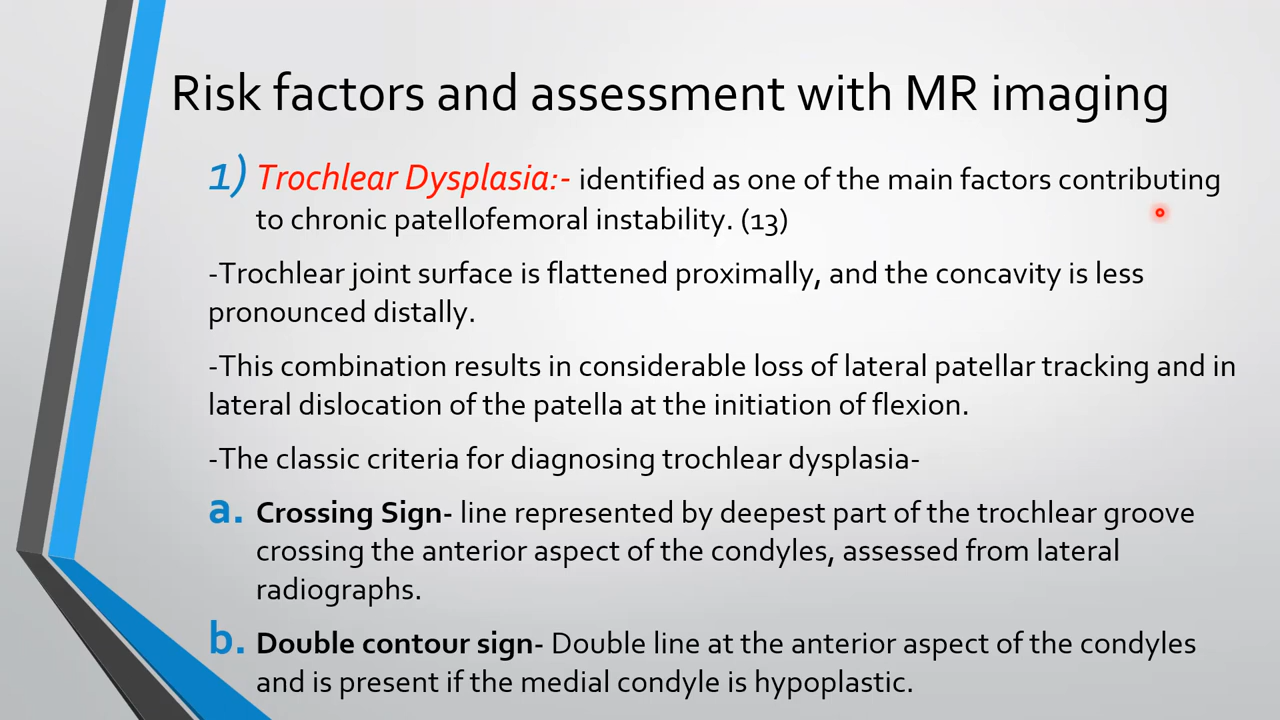 Risk factors and assessment with MR imaging
1) Trochlear Dysplasia:- identified as one of the main factors contributing
to chronic patellofemoral instability. (13)
-Trochlear joint surface is flattened proximally, and the concavity is less
pronounced distally.
-This combination results in considerable loss of lateral patellar tracking and in
lateral dislocation of the patella at the initiation of flexion.
-The classic criteria for diagnosing trochlear dysplasia-
a. Crossing Sign- line represented by deepest part of the trochlear groove
crossing the anterior aspect of the condyles, assessed from lateral
radiographs.
b. Double contour sign- Double line at the anterior aspect of the condyles
and is present if the medial condyle is hypoplastic.